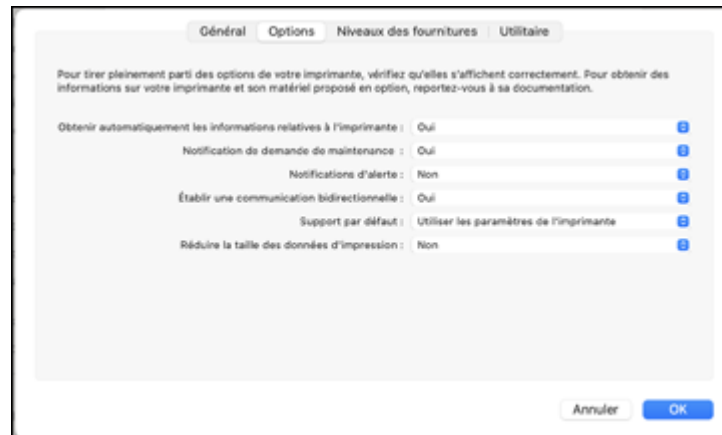 Général Options Niveaux des fournitures Utilitaire
Pour tirer pleinement parti des options de votre imprimante, vérifiez qu'elles s'affichent correctement. Pour obtenir des
informations sur votre imprimante et son matériel proposé en option, reportez-vous à sa documentation.
Obtenir automatiquement les informations relatives à l'imprimante : Oui
Notification de demande de maintenance : Oui
Notifications d'alerte : Non
Établir une communication bidirectionnelle : Oui
Support par défaut : Utiliser les paramètres de l'imprimante
Réduire la taille des données d'impression : Non
Annuler OK